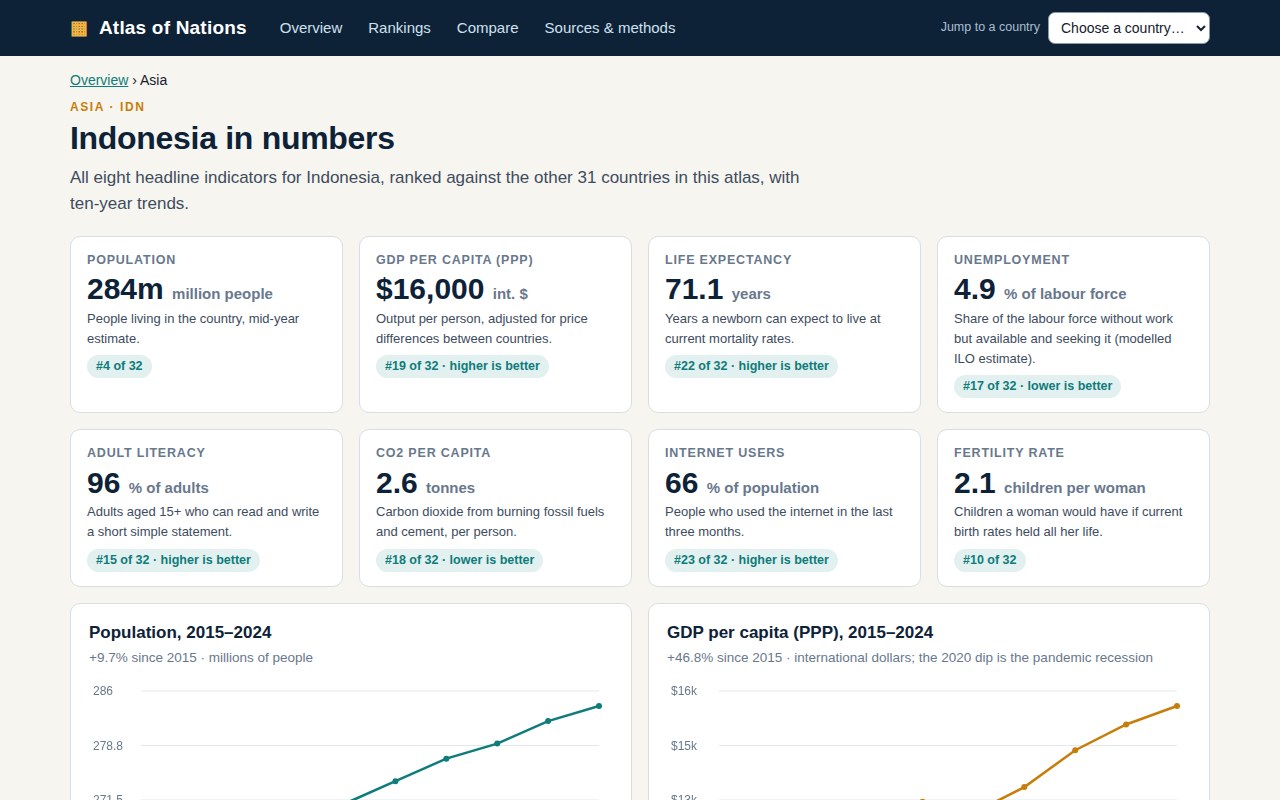 Atlas of Nations
Overview
Rankings
Compare
Sources & methods
Jump to a country
Choose a country…
Overview › Asia
ASIA · IDN
Indonesia in numbers
All eight headline indicators for Indonesia, ranked against the other 31 countries in this atlas, with
ten-year trends.
POPULATION
284m million people
People living in the country, mid-year
estimate.
#4 of 32
GDP PER CAPITA (PPP)
$16,000 int. $
Output per person, adjusted for price
differences between countries.
#19 of 32 · higher is better
LIFE EXPECTANCY
71.1 years
Years a newborn can expect to live at
current mortality rates.
#22 of 32 · higher is better
UNEMPLOYMENT
4.9 % of labour force
Share of the labour force without work
but available and seeking it (modelled
ILO estimate).
#17 of 32 · lower is better
ADULT LITERACY
96 % of adults
Adults aged 15+ who can read and write
a short simple statement.
#15 of 32 · higher is better
CO2 PER CAPITA
2.6 tonnes
Carbon dioxide from burning fossil fuels
and cement, per person.
#18 of 32 · lower is better
INTERNET USERS
66 % of population
People who used the internet in the last
three months.
#23 of 32 · higher is better
FERTILITY RATE
2.1 children per woman
Children a woman would have if current
birth rates held all her life.
#10 of 32
Population, 2015–2024
+9.7% since 2015 · millions of people
286
278.8
271.5
GDP per capita (PPP), 2015–2024
+46.8% since 2015 · international dollars; the 2020 dip is the pandemic recession
$16k
$15k
$13k